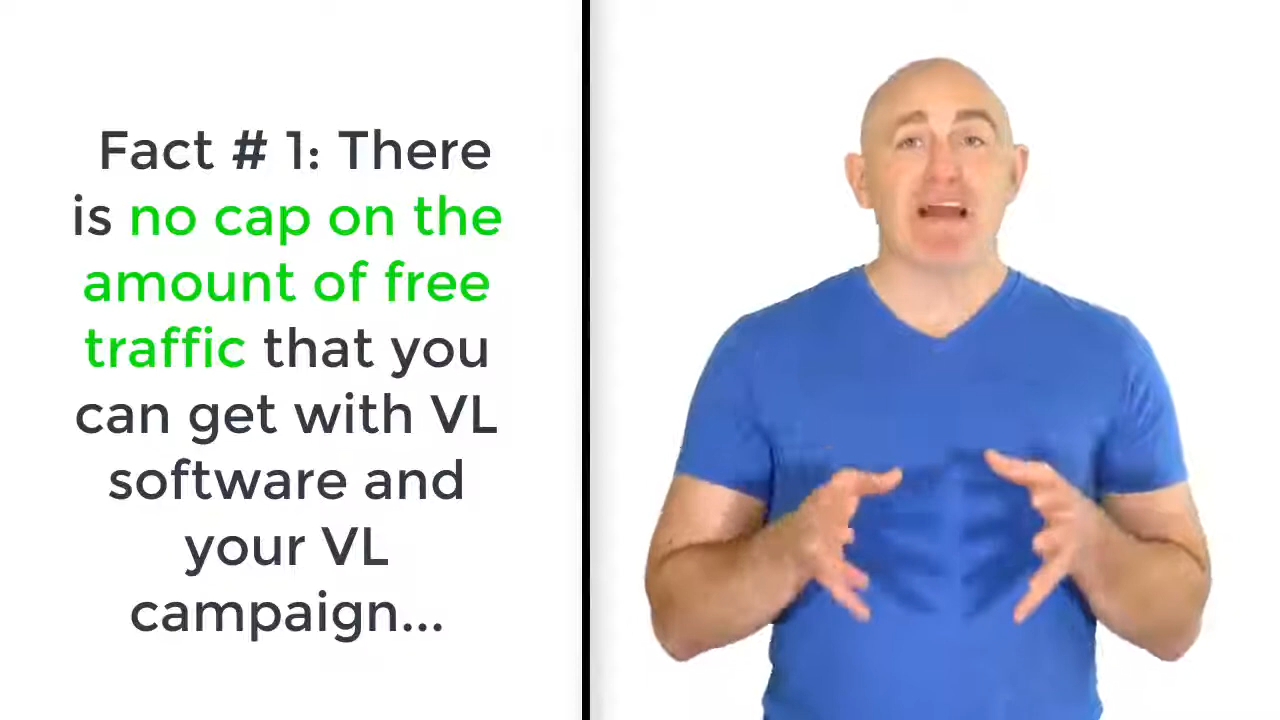 Fact # 1: There
is no cap on the
amount of free
traffic that you
can get with VL
software and
your VL
campaign...